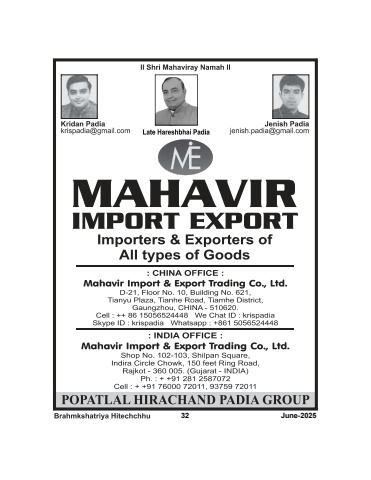 II Shri Mahaviray Namah II
Kridan Padia
krispadia@gmail.com
Late Hareshbhai Padia
Jenish Padia
jenish.padia@gmail.com
MIE
MAHAVIR
IMPORT EXPORT
Importers & Exporters of
All types of Goods
: CHINA OFFICE :
Mahavir Import & Export Trading Co., Ltd.
D-21, Floor No. 10, Building No. 621,
Tianyu Plaza, Tianhe Road, Tiamhe District,
Gaungzhou, CHINA - 510620.
Cell : ++ 86 15056524448 We Chat ID : krispadia
Skype ID : krispadia Whatsapp : +861 5056524448
: INDIA OFFICE :
Mahavir Import & Export Trading Co., Ltd.
Shop No. 102-103, Shilpan Square,
Indira Circle Chowk, 150 feet Ring Road,
Rajkot - 360 005. (Gujarat - INDIA)
Ph. : + +91 281 2587072
Cell : + +91 76000 72011, 93759 72011
POPATLAL HIRACHAND PADIA GROUP
Brahmkshatriya Hitechchhu 32 June-2025